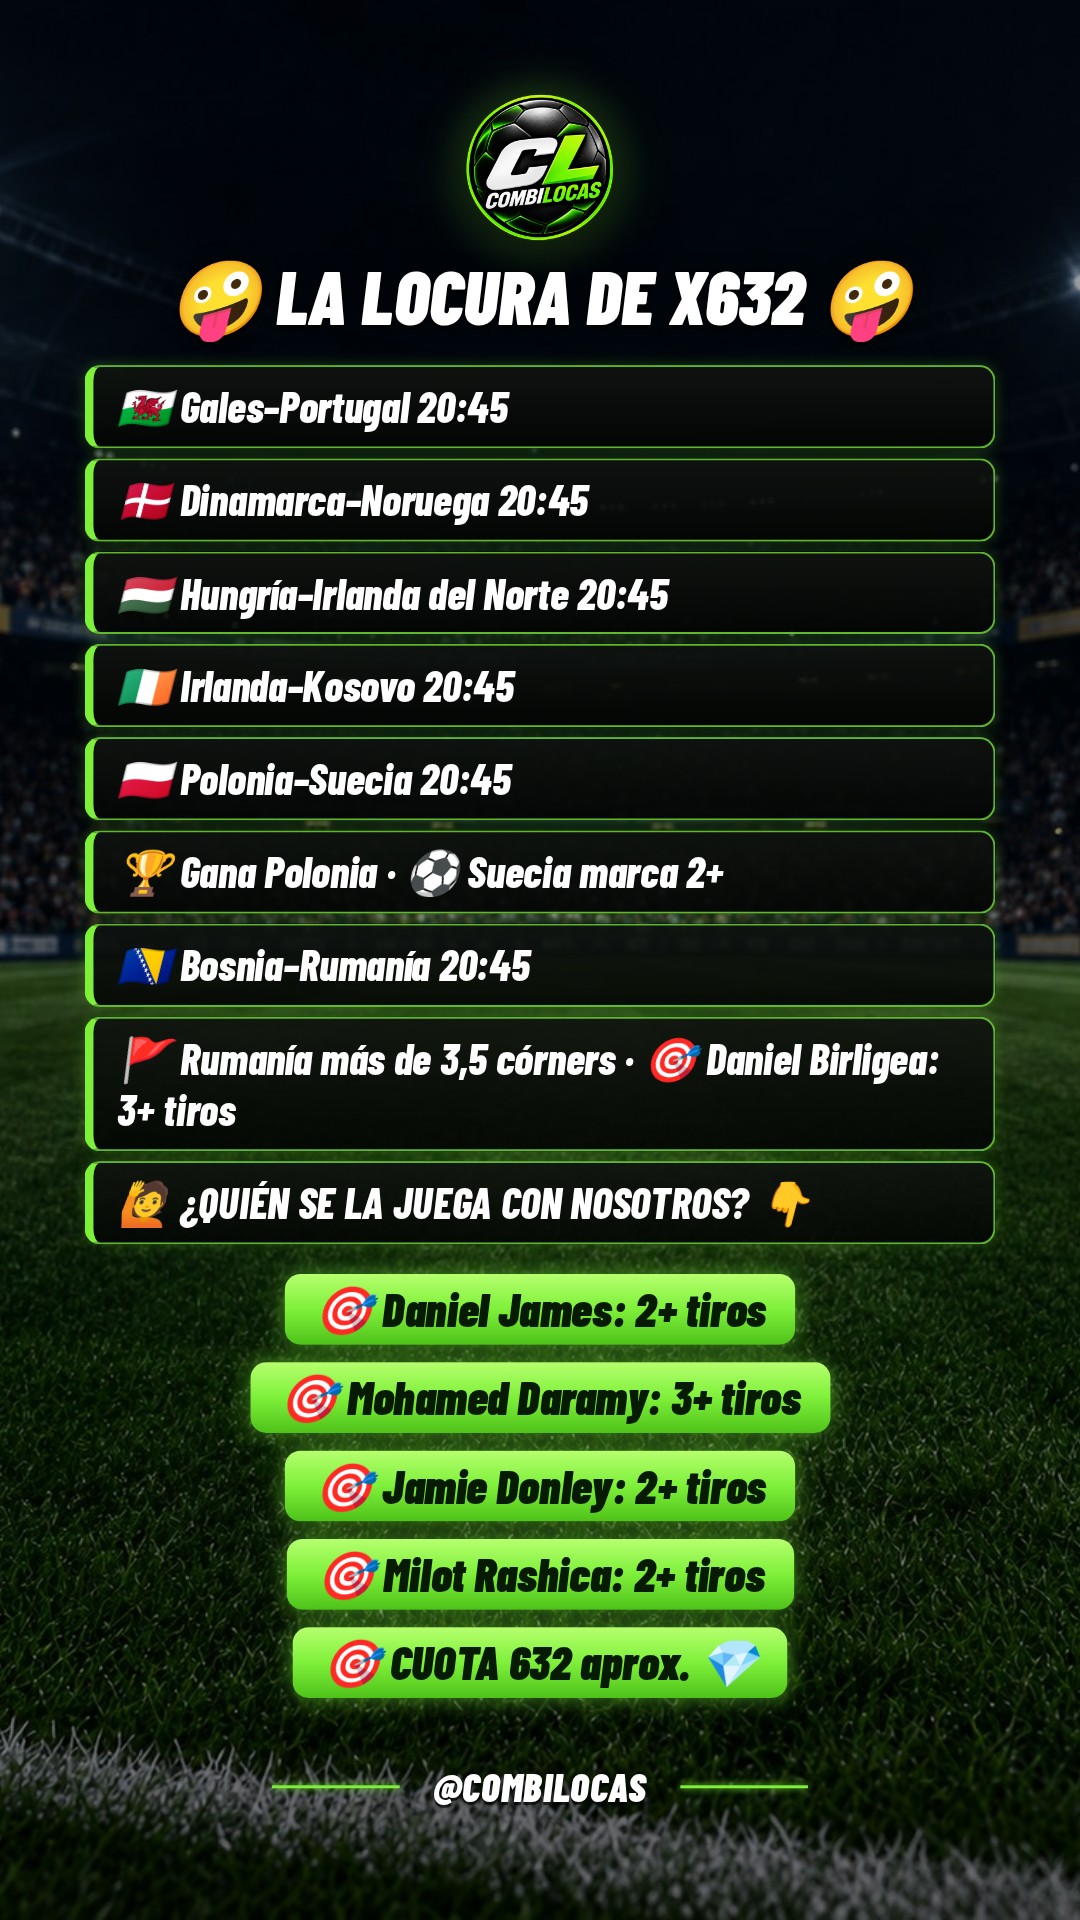 CL
COMBILOCAS
🤪 LA LOCURA DE X632 🤪
🏴󠁧󠁢󠁷󠁬󠁳󠁿 Gales-Portugal 20:45
🇩🇰 Dinamarca-Noruega 20:45
🇭🇺 Hungría-Irlanda del Norte 20:45
🇮🇪 Irlanda-Kosovo 20:45
🇵🇱 Polonia-Suecia 20:45
🏆 Gana Polonia · ⚽ Suecia marca 2+
🇧🇦 Bosnia-Rumanía 20:45
🚩 Rumanía más de 3,5 córners · 🎯 Daniel Birligea:
3+ tiros
🙋 ¿QUIÉN SE LA JUEGA CON NOSOTROS? 👇
🎯 Daniel James: 2+ tiros
🎯 Mohamed Daramy: 3+ tiros
🎯 Jamie Donley: 2+ tiros
🎯 Milot Rashica: 2+ tiros
🎯 CUOTA 632 aprox. 💎
@COMBILOCAS